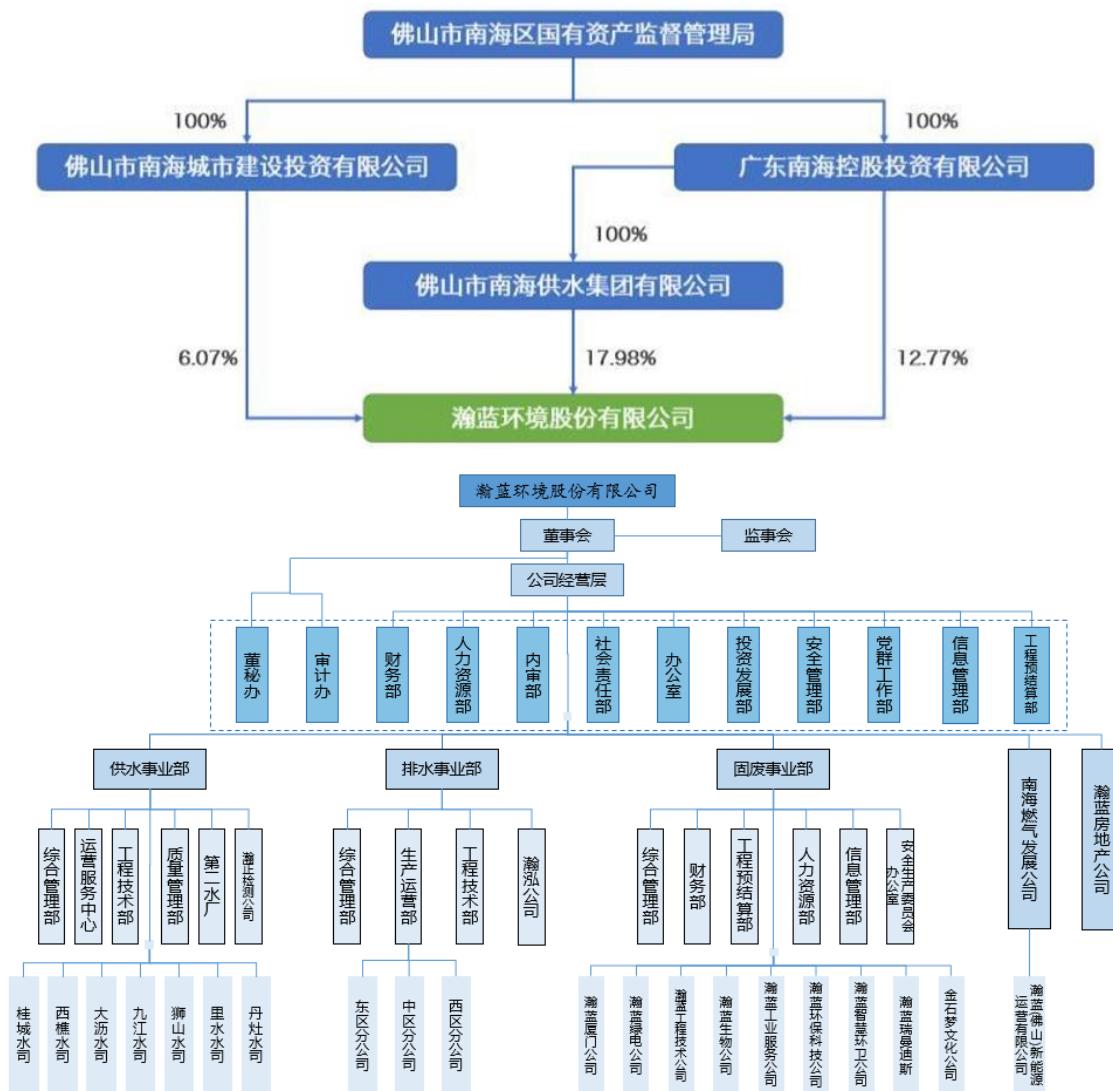 佛山市南海区国有资产监督管理局
100%
100%
佛山市南海城市建设投资有限公司
广东南海控股投资有限公司
100%
佛山市南海供水集团有限公司
6.07%
17.98%
12.77%
瀚蓝环境股份有限公司
瀚蓝环境股份有限公司
董事会
监事会
公司经营层
董秘办
审计办
财务部
人力资源部
内审部
社会责任部
办公室
投资发展部
安全管理部
党群工作部
信息管理部
工程预结算部
供水事业部
排水事业部
固废事业部
南海燃气发展公司
瀚蓝房地产公司
综合管理部
运营服务中心
工程技术部
质量管理部
第二水厂
瀚正检测公司
综合管理部
生产运营部
工程技术部
瀚泓公司
综合管理部
财务部
工程预结算部
人力资源部
信息管理部
安全生产委员会
办公室
桂城水司
西樵水司
大沥水司
九江水司
狮山水司
里水水司
丹灶水司
东区分公司
中区分公司
西区分公司
瀚蓝厦门公司
瀚蓝绿电公司
瀚蓝工程技术公司
瀚蓝生物公司
瀚蓝工业服务公司
瀚蓝环保科技公司
瀚蓝智慧环卫公司
瀚蓝瑞曼迪斯
金石梦文化公司
瀚蓝(佛山)新能源
运营有限公司